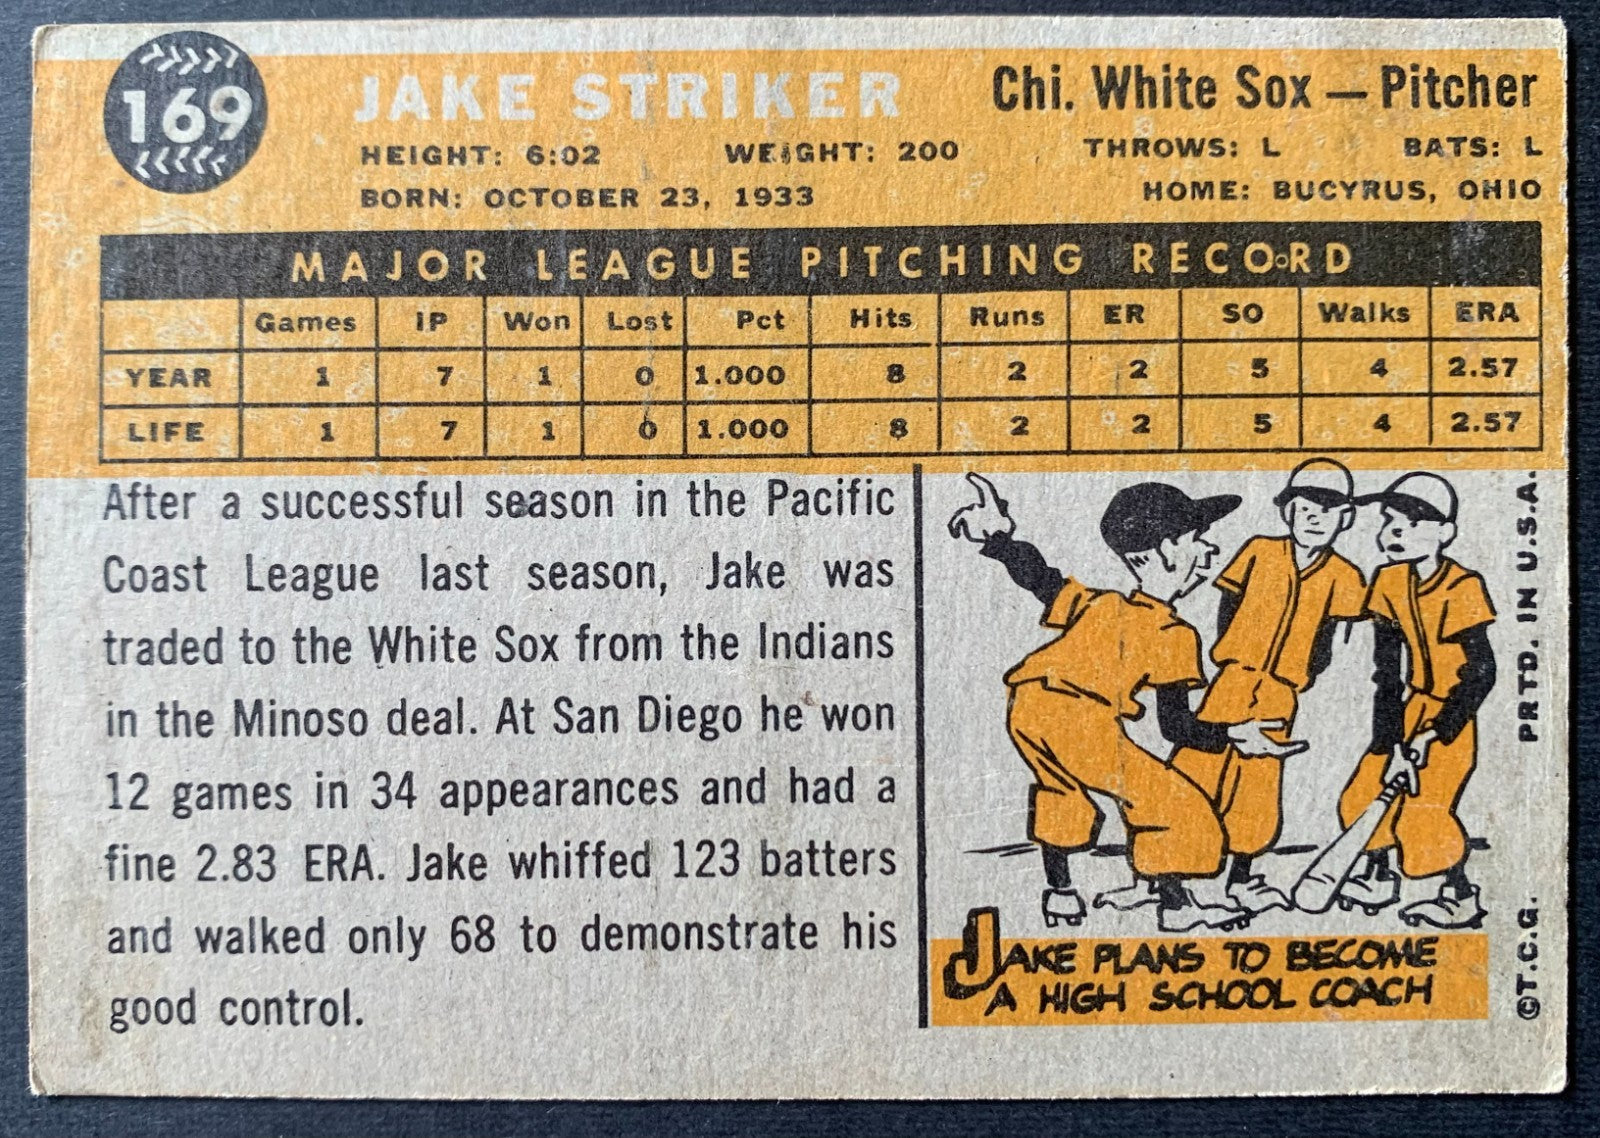 169
JAKE STRIKER
Chi. White Sox — Pitcher
HEIGHT: 6:02 WEIGHT: 200 THROWS: L BATS: L
BORN: OCTOBER 23, 1933 HOME: BUCYRUS, OHIO
MAJOR LEAGUE PITCHING RECORD
Games IP Won Lost Pct Hits Runs ER SO Walks ERA
YEAR 1 7 1 0 1.000 8 2 2 5 4 2.57
LIFE 1 7 1 0 1.000 8 2 2 5 4 2.57
After a successful season in the Pacific
Coast League last season, Jake was
traded to the White Sox from the Indians
in the Minoso deal. At San Diego he won
12 games in 34 appearances and had a
fine 2.83 ERA. Jake whiffed 123 batters
and walked only 68 to demonstrate his
good control.
JAKE PLANS TO BECOME
A HIGH SCHOOL COACH
©T.C.G. PRTD. IN U.S.A.